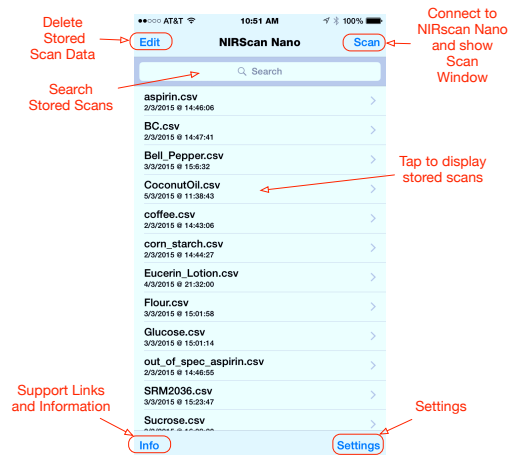 Delete
Stored
Scan Data
Connect to
NIRscan Nano
and show
Scan
Window
AT&T 10:51 AM 100%
Edit NIRScan Nano Scan
Search
Search
Stored Scans
aspirin.csv
2/3/2015 @ 14:46:06
BC.csv
2/3/2015 @ 14:47:41
Bell_Pepper.csv
3/3/2015 @ 15:6:32
Tap to display
stored scans
CoconutOil.csv
5/3/2015 @ 11:38:43
coffee.csv
2/3/2015 @ 14:43:06
corn_starch.csv
2/3/2015 @ 14:44:27
Eucerin_Lotion.csv
4/3/2015 @ 21:32:00
Flour.csv
3/3/2015 @ 15:01:58
Glucose.csv
3/3/2015 @ 15:01:14
out_of_spec_aspirin.csv
2/3/2015 @ 14:46:55
SRM2036.csv
3/3/2015 @ 15:23:47
Sucrose.csv
Support Links
and Information
Settings
Info Settings